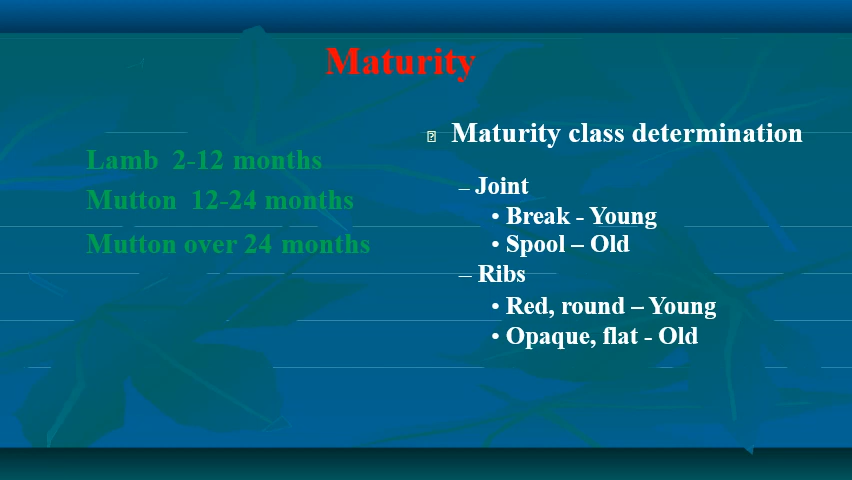 Maturity
Lamb  2-12 months
Mutton  12-24 months
Mutton over 24 months
Maturity class determination
– Joint
• Break - Young
• Spool – Old
– Ribs
• Red, round – Young
• Opaque, flat - Old